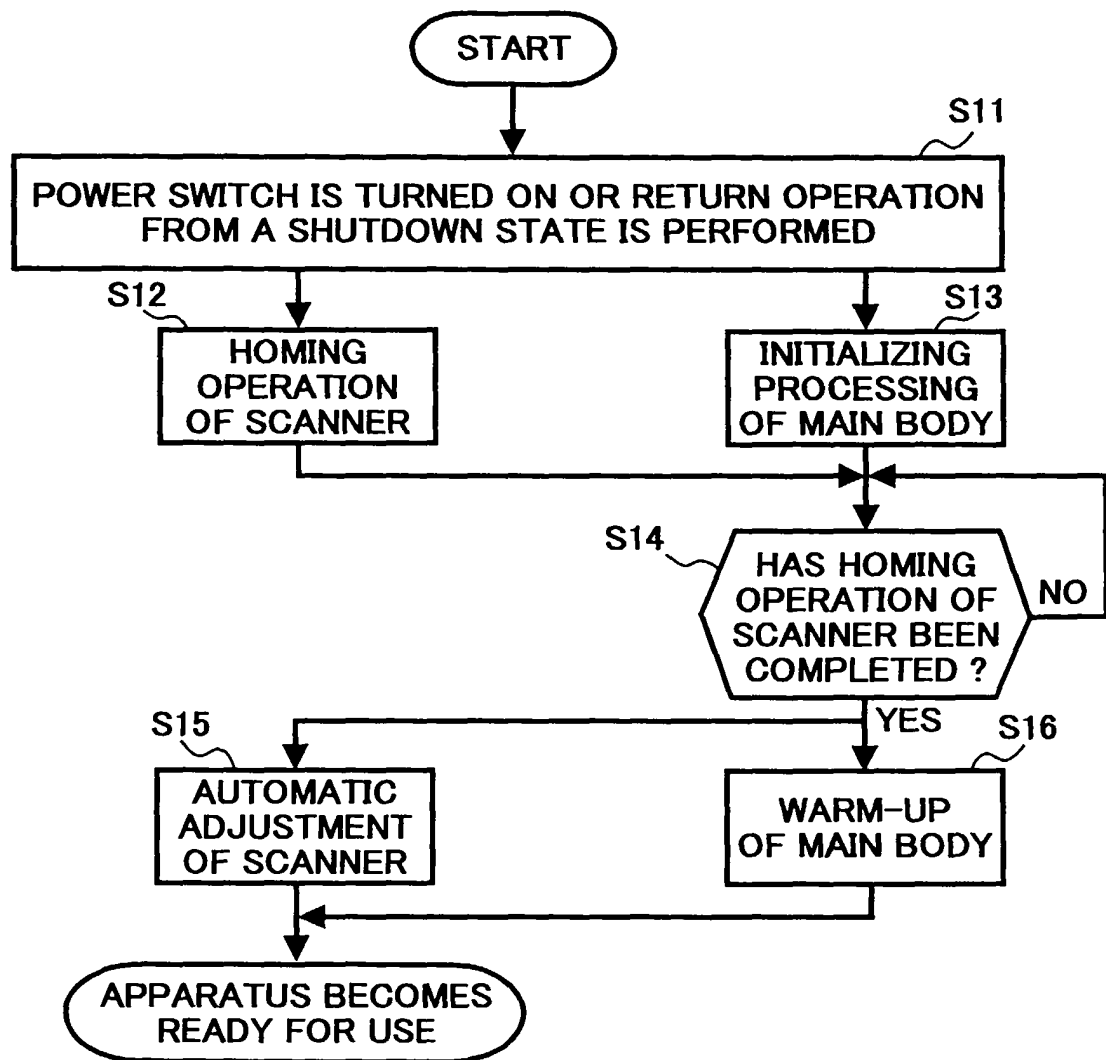 START
S11
POWER SWITCH IS TURNED ON OR RETURN OPERATION
FROM A SHUTDOWN STATE IS PERFORMED
S12
HOMING
OPERATION
OF SCANNER
S13
INITIALIZING
PROCESSING
OF MAIN BODY
S14
HAS HOMING
OPERATION OF
SCANNER BEEN
COMPLETED ?
NO
YES
S15
AUTOMATIC
ADJUSTMENT
OF SCANNER
S16
WARM-UP
OF MAIN BODY
APPARATUS BECOMES
READY FOR USE